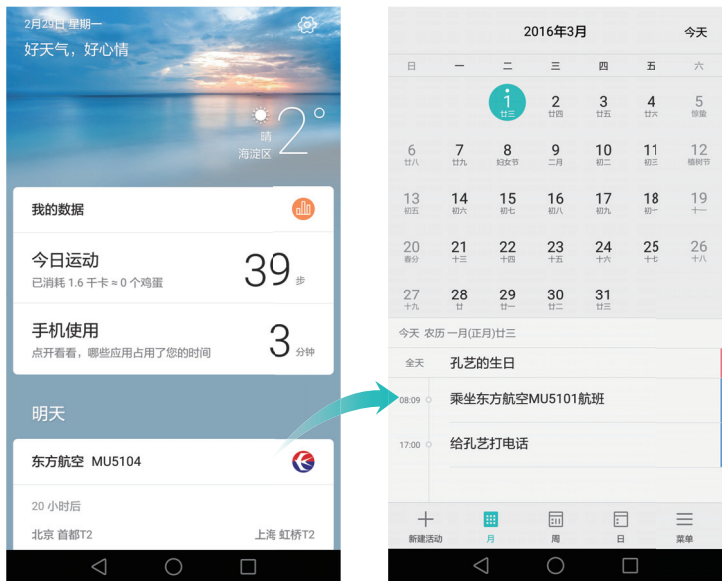 2月29日 星期一
好天气，好心情
2°
晴
海淀区
我的数据
今日运动
已消耗 1.6 千卡 ≈ 0 个鸡蛋
39 步
手机使用
点开看看，哪些应用占用了您的时间
3 分钟
明天
东方航空 MU5104
20 小时后
北京 首都T2
上海 虹桥T2
2016年3月
今天
日 一 二 三 四 五 六
1 2 3 4 5
廿三 廿四 廿五 廿六 惊蛰
6 7 8 9 10 11 12
廿八 廿九 妇女节 二月 初二 初三 植树节
13 14 15 16 17 18 19
初五 初六 初七 初八 初九 初一 十一
20 21 22 23 24 25 26
春分 十三 十四 十五 十六 十七 十八
27 28 29 30 31
十九 廿 廿一 廿二 廿三
今天 农历 一月(正月)廿三
全天 孔艺的生日
08:09 乘坐东方航空MU5101航班
17:00 给孔艺打电话
新建活动 月 周 日 菜单